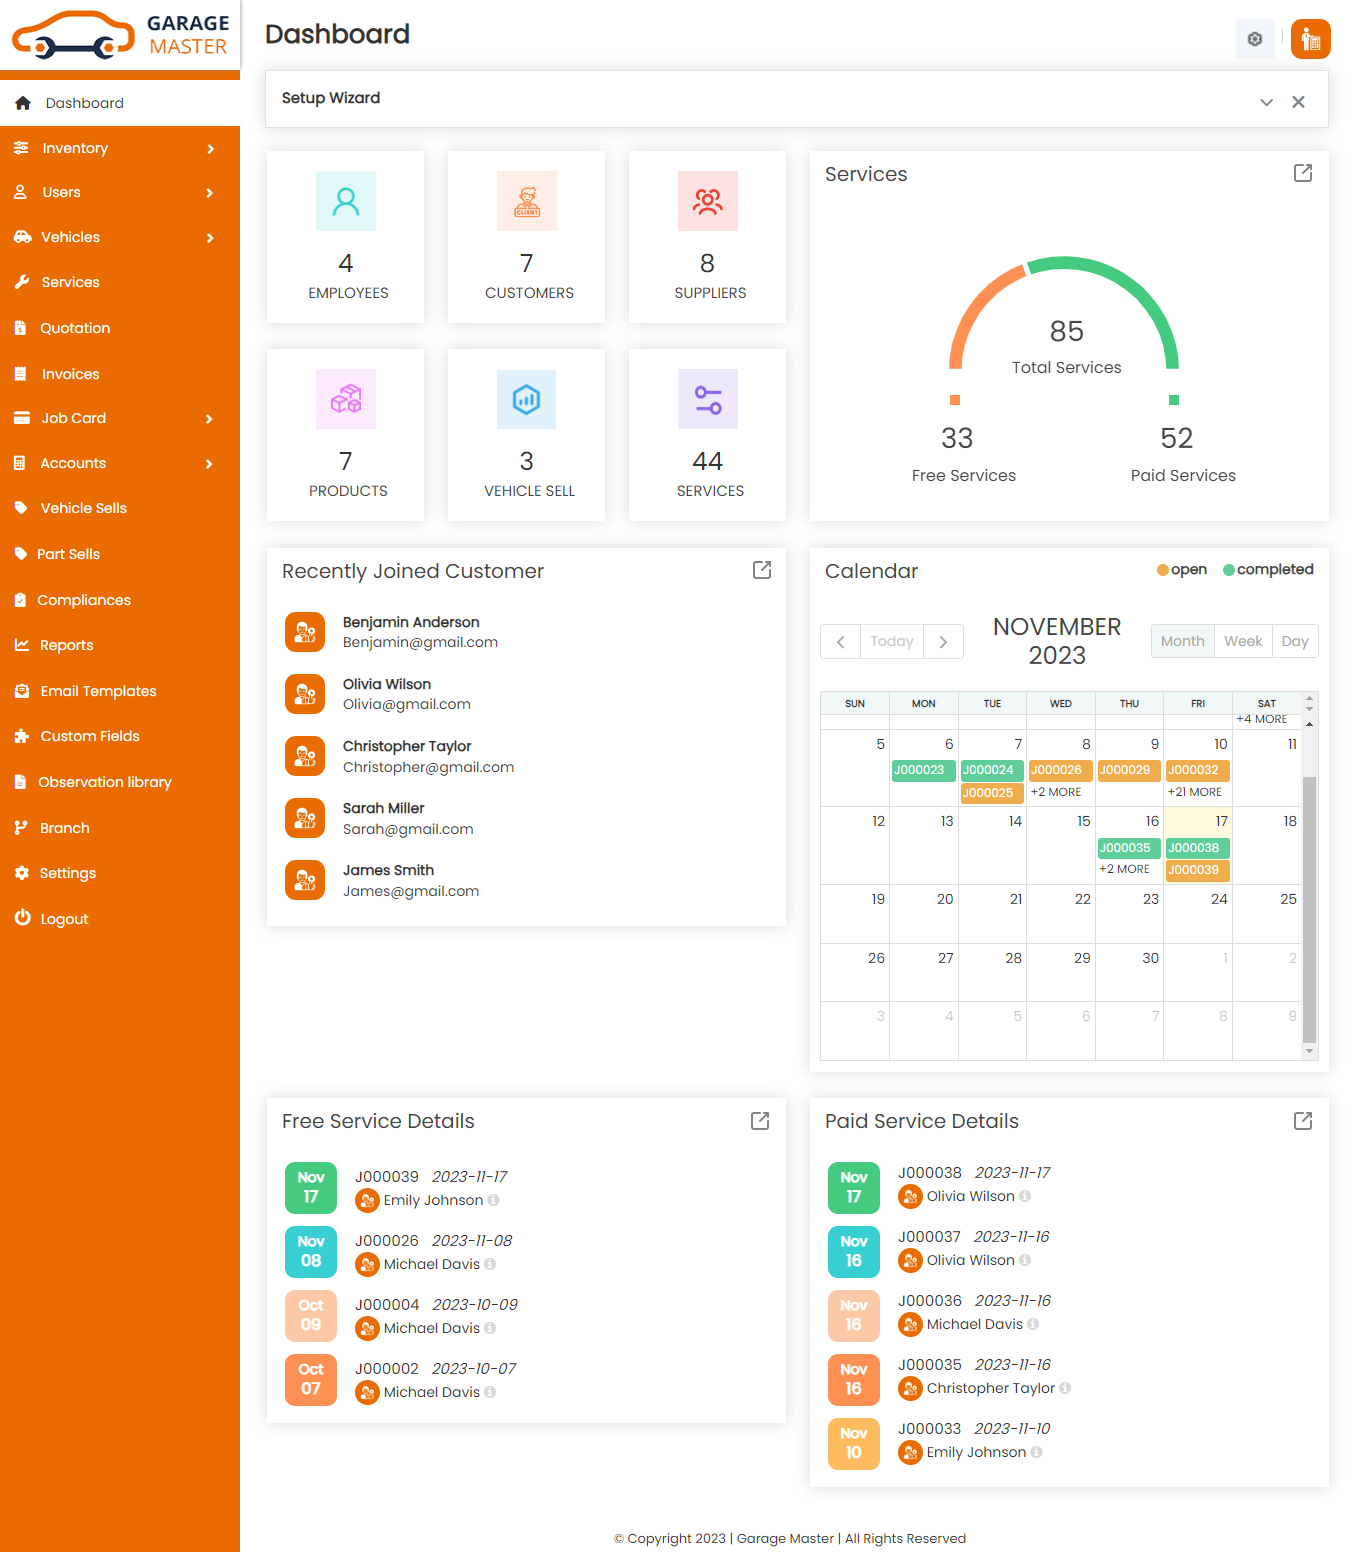 GARAGE
MASTER
Dashboard
Dashboard
Inventory
Users
Vehicles
Services
Quotation
Invoices
Job Card
Accounts
Vehicle Sells
Part Sells
Compliances
Reports
Email Templates
Custom Fields
Observation library
Branch
Settings
Logout
Setup Wizard
4
EMPLOYEES
CLIENT
7
CUSTOMERS
8
SUPPLIERS
7
PRODUCTS
3
VEHICLE SELL
44
SERVICES
Services
85
Total Services
33
Free Services
52
Paid Services
Recently Joined Customer
Benjamin Anderson
Benjamin@gmail.com
Olivia Wilson
Olivia@gmail.com
Christopher Taylor
Christopher@gmail.com
Sarah Miller
Sarah@gmail.com
James Smith
James@gmail.com
Calendar
open completed
Today
NOVEMBER
2023
Month Week Day
SUN MON TUE WED THU FRI SAT
+4 MORE
5 6 7 8 9 10 11
J000023 J000024 J000026 J000029 J000032
J000025 +2 MORE +21 MORE
12 13 14 15 16 17 18
J000035 J000038
+2 MORE J000039
19 20 21 22 23 24 25
26 27 28 29 30 1 2
3 4 5 6 7 8 9
Free Service Details
Nov
17
J000039 2023-11-17
Emily Johnson
Nov
08
J000026 2023-11-08
Michael Davis
Oct
09
J000004 2023-10-09
Michael Davis
Oct
07
J000002 2023-10-07
Michael Davis
Paid Service Details
Nov
17
J000038 2023-11-17
Olivia Wilson
Nov
16
J000037 2023-11-16
Olivia Wilson
Nov
16
J000036 2023-11-16
Michael Davis
Nov
16
J000035 2023-11-16
Christopher Taylor
Nov
10
J000033 2023-11-10
Emily Johnson
© Copyright 2023 | Garage Master | All Rights Reserved